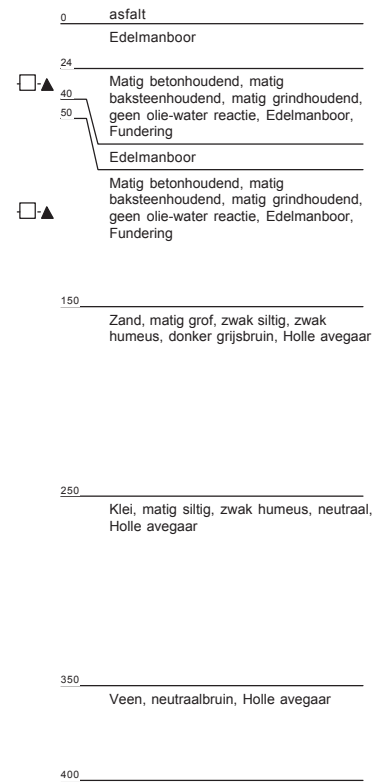 0 asfalt
Edelmanboor
24
Matig betonhoudend, matig
baksteenhoudend, matig grindhoudend,
geen olie-water reactie, Edelmanboor,
Fundering
40
Edelmanboor
50
Matig betonhoudend, matig
baksteenhoudend, matig grindhoudend,
geen olie-water reactie, Edelmanboor,
Fundering
150
Zand, matig grof, zwak siltig, zwak
humeus, donker grijsbruin, Holle avegaar
250
Klei, matig siltig, zwak humeus, neutraal,
Holle avegaar
350
Veen, neutraalbruin, Holle avegaar
400